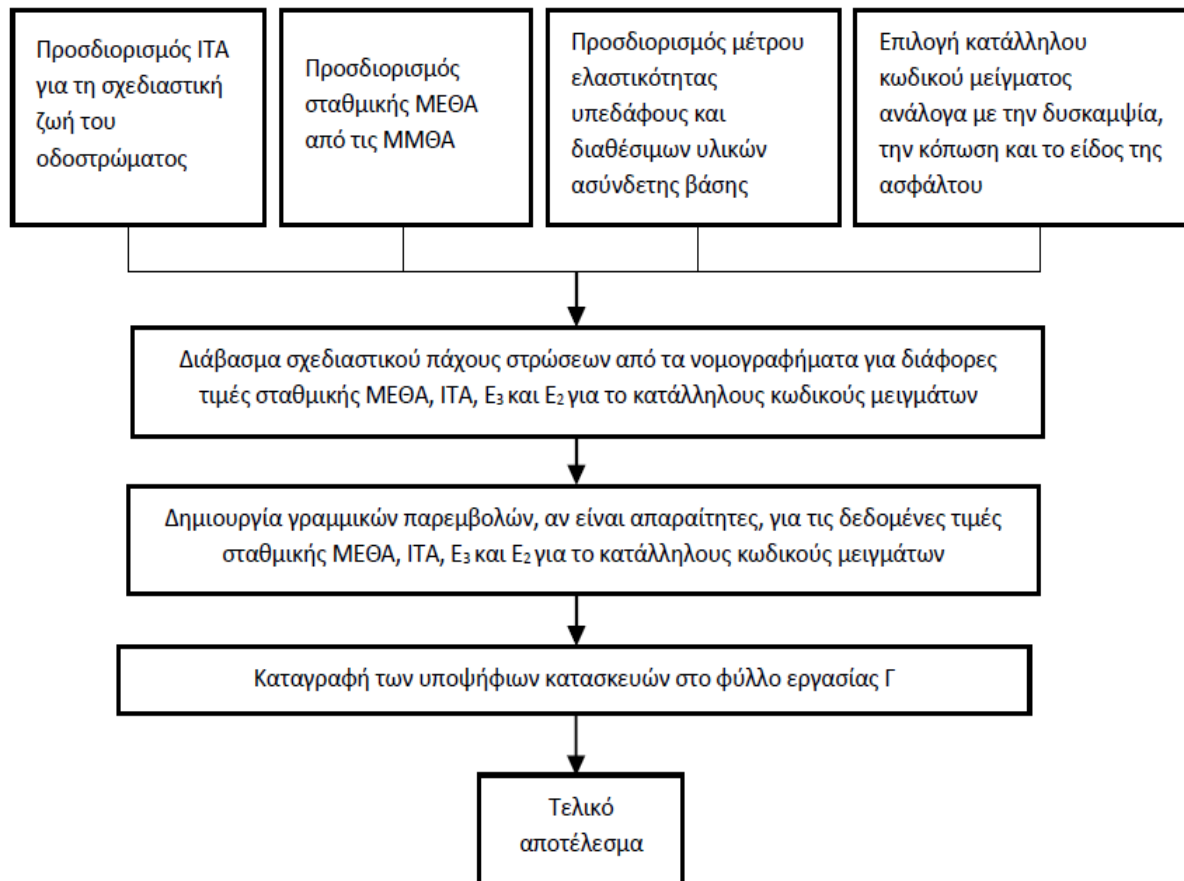 Προσδιορισμός ΙΤΑ
για τη σχεδιαστική
ζωή του
οδοστρώματος
Προσδιορισμός
σταθμικής ΜΕΘΑ
από τις ΜΜΘΑ
Προσδιορισμός μέτρου
ελαστικότητας
υπεδάφους και
διαθέσιμων υλικών
ασύνδετης βάσης
Επιλογή κατάλληλου
κωδικού μείγματος
ανάλογα με την δυσκαμψία,
την κόπωση και το είδος της
ασφάλτου
Διάβασμα σχεδιαστικού πάχους στρώσεων από τα νομογραφήματα για διάφορες
τιμές σταθμικής ΜΕΘΑ, ΙΤΑ, Ε₃ και Ε₂ για το κατάλληλους κωδικούς μειγμάτων
Δημιουργία γραμμικών παρεμβολών, αν είναι απαραίτητες, για τις δεδομένες τιμές
σταθμικής ΜΕΘΑ, ΙΤΑ, Ε₃ και Ε₂ για το κατάλληλους κωδικούς μειγμάτων
Καταγραφή των υποψήφιων κατασκευών στο φύλλο εργασίας Γ
Τελικό
αποτέλεσμα